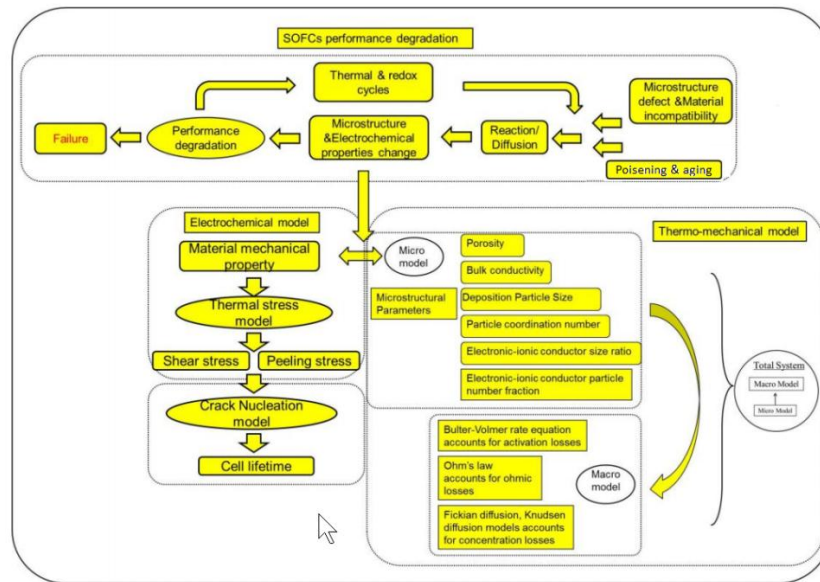 SOFCs performance degradation
Thermal & redox
cycles
Microstructure
defect &Material
incompatibility
Failure
Performance
degradation
Microstructure
&Electrochemical
properties change
Reaction/
Diffusion
Poisening & aging
Electrochemical model
Thermo-mechanical model
Material mechanical
property
Micro
model
Porosity
Bulk conductivity
Microstructural
Parameters
Deposition Particle Size
Particle coordination number
Electronic-ionic conductor size ratio
Electronic-ionic conductor particle
number fraction
Thermal stress
model
Shear stress
Peeling stress
Crack Nucleation
model
Cell lifetime
Total System
Macro Model
Micro Model
Bulter-Volmer rate equation
accounts for activation losses
Ohm's law
accounts for ohmic
losses
Macro
model
Fickian diffusion, Knudsen
diffusion models accounts
for concentration losses